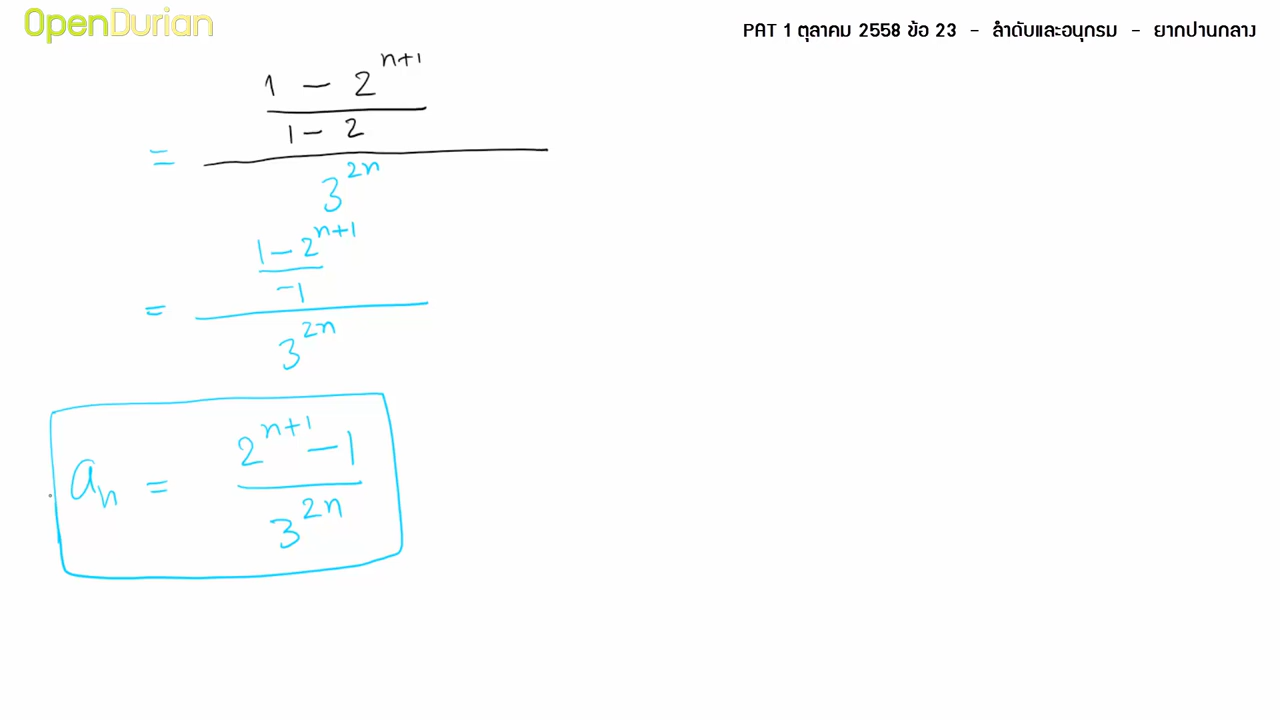 OpenDurian
PAT 1 ตุลาคม 2558 ข้อ 23 - ลำดับและอนุกรม - ยากปานกลาง
1 - 2^{n+1}
1 - 2
=
3^{2n}
1 - 2^{n+1}
-1
=
3^{2n}
2^{n+1} - 1
a_n =
3^{2n}